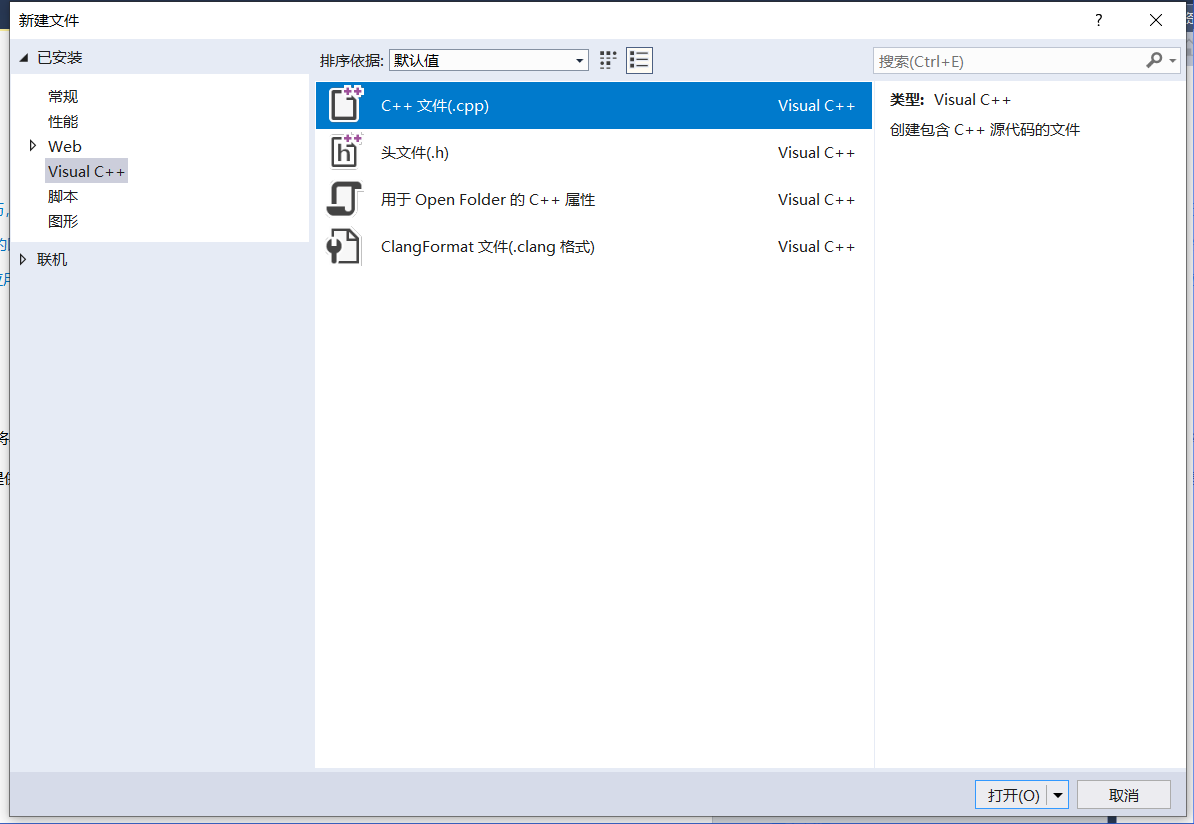 新建文件
?
已安装
排序依据: 默认值
搜索(Ctrl+E)
常规
性能
Web
Visual C++
脚本
图形
联机
C++ 文件(.cpp) Visual C++
头文件(.h) Visual C++
用于 Open Folder 的 C++ 属性 Visual C++
ClangFormat 文件(.clang 格式) Visual C++
类型: Visual C++
创建包含 C++ 源代码的文件
打开(O)
取消